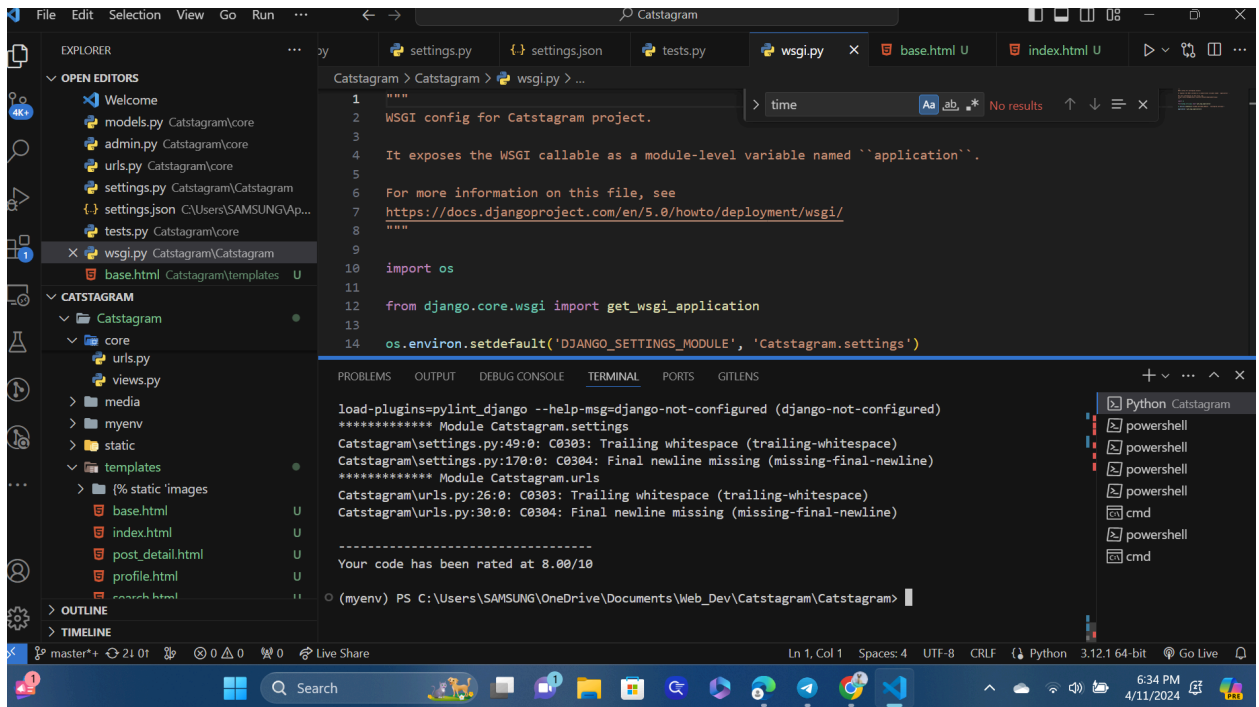 File Edit Selection View Go Run ··· Catstagram
EXPLORER ···
OPEN EDITORS
Welcome
models.py Catstagram\core
admin.py Catstagram\core
urls.py Catstagram\core
settings.py Catstagram\Catstagram
{..} settings.json C:\Users\SAMSUNG\Ap...
tests.py Catstagram\core
wsgi.py Catstagram\Catstagram
base.html Catstagram\templates U
CATSTAGRAM
Catstagram
core
urls.py
views.py
media
myenv
static
templates
{% static 'images
base.html U
index.html U
post_detail.html U
profile.html U
search.html U
OUTLINE
TIMELINE
4K+
1
settings.py {..} settings.json tests.py wsgi.py base.html U index.html U
Catstagram > Catstagram > wsgi.py > ...
time Aa ab No results
1 """
2 WSGI config for Catstagram project.
3
4 It exposes the WSGI callable as a module-level variable named ``application``.
5
6 For more information on this file, see
7 https://docs.djangoproject.com/en/5.0/howto/deployment/wsgi/
8 """
9
10 import os
11
12 from django.core.wsgi import get_wsgi_application
13
14 os.environ.setdefault('DJANGO_SETTINGS_MODULE', 'Catstagram.settings')
PROBLEMS OUTPUT DEBUG CONSOLE TERMINAL PORTS GITLENS
load-plugins=pylint_django --help-msg=django-not-configured (django-not-configured)
************* Module Catstagram.settings
Catstagram\settings.py:49:0: C0303: Trailing whitespace (trailing-whitespace)
Catstagram\settings.py:170:0: C0304: Final newline missing (missing-final-newline)
************* Module Catstagram.urls
Catstagram\urls.py:26:0: C0303: Trailing whitespace (trailing-whitespace)
Catstagram\urls.py:30:0: C0304: Final newline missing (missing-final-newline)
-----------------------------------
Your code has been rated at 8.00/10
(myenv) PS C:\Users\SAMSUNG\OneDrive\Documents\Web_Dev\Catstagram\Catstagram>
Python Catstagram
powershell
powershell
powershell
powershell
cmd
powershell
cmd
master*+ 2↓ 0↑ 0 0 0 Live Share Ln 1, Col 1 Spaces: 4 UTF-8 CRLF Python 3.12.1 64-bit Go Live
1 Search 1 6:34 PM
4/11/2024
PRE